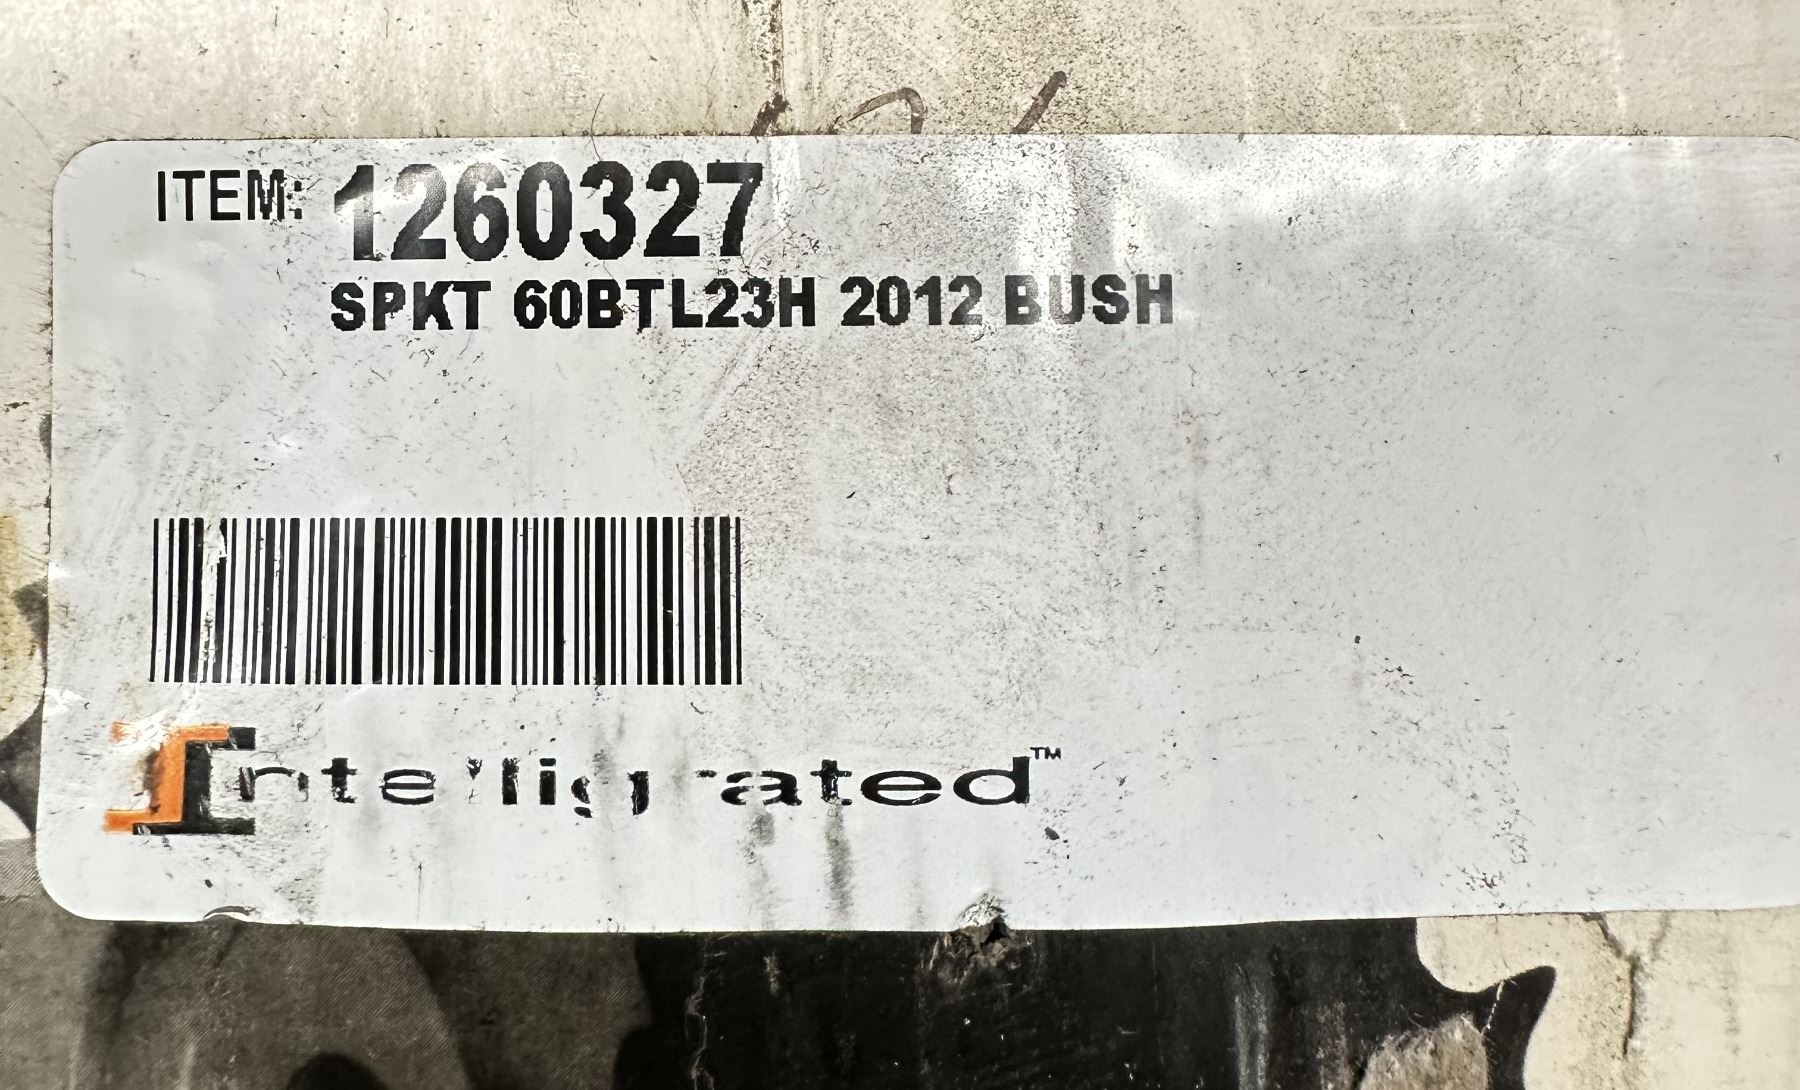 ITEM: 1260327
SPKT 60BTL23H 2012 BUSH
Intelligrated™